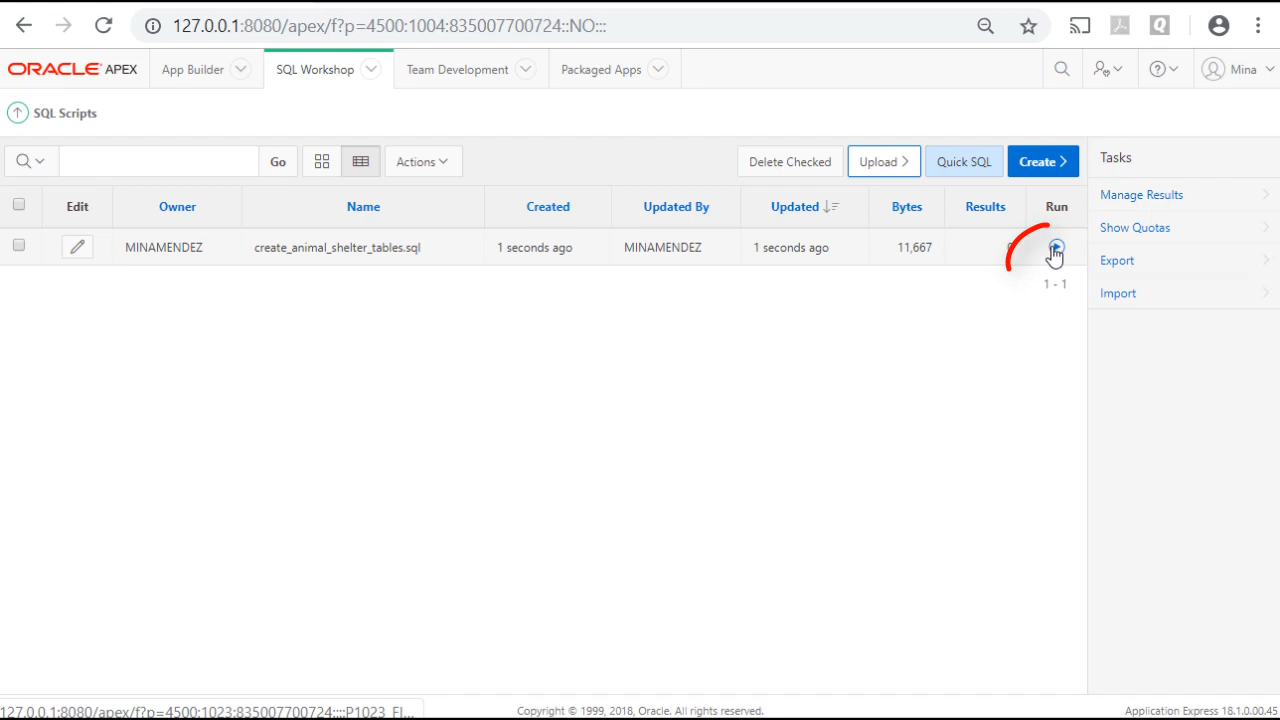 127.0.0.1:8080/apex/f?p=4500:1004:835007700724::NO:::
ORACLE APEX App Builder SQL Workshop Team Development Packaged Apps Mina
SQL Scripts
Go Actions Delete Checked Upload Quick SQL Create
Tasks
Edit Owner Name Created Updated By Updated Bytes Results Run
MINAMENDEZ create_animal_shelter_tables.sql 1 seconds ago MINAMENDEZ 1 seconds ago 11,667
1 - 1
Manage Results
Show Quotas
Export
Import
127.0.0.1:8080/apex/f?p=4500:1023:835007700724::::P1023_FI...
Copyright © 1999, 2018, Oracle. All rights reserved.
Application Express 18.1.0.00.45